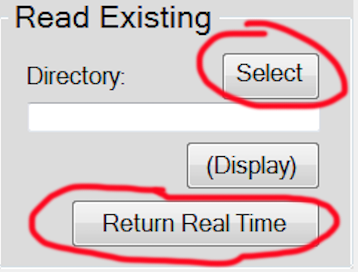 Read Existing
Directory: Select
(Display)
Return Real Time